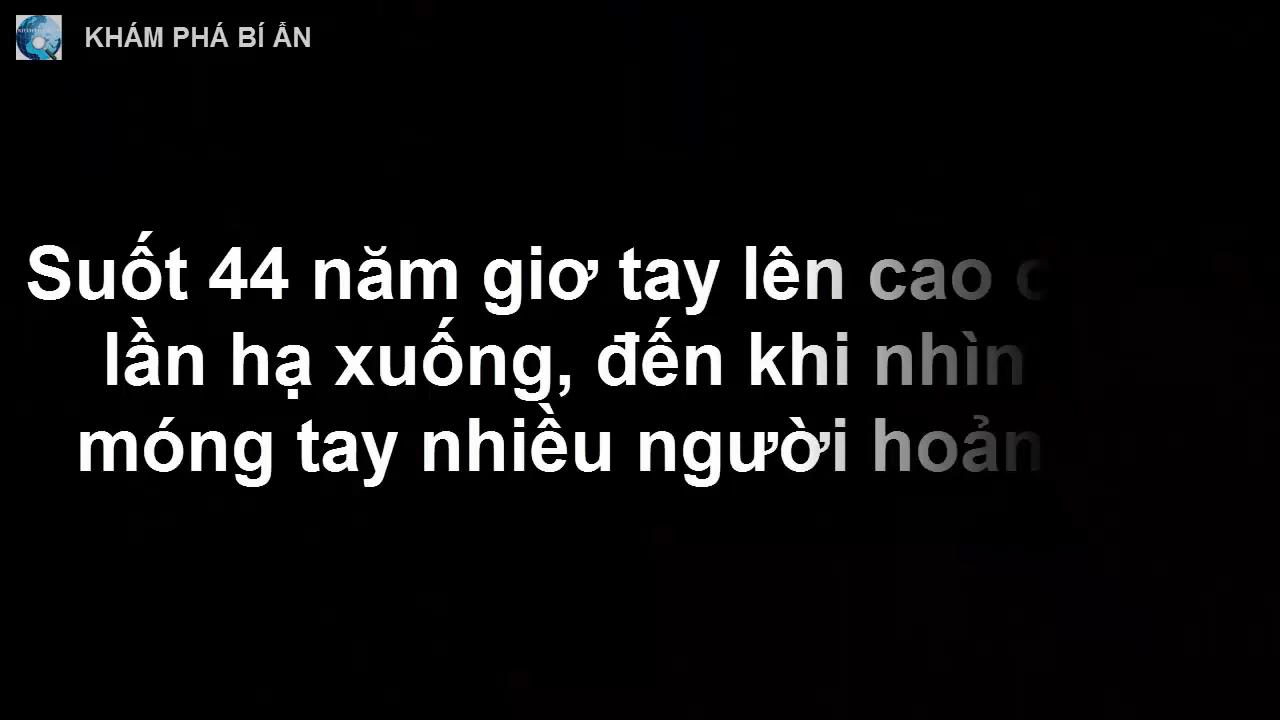 KHÁM PHÁ BÍ ẨN
Suốt 44 năm giơ tay lên cao
lần hạ xuống, đến khi nhìn
móng tay nhiều người